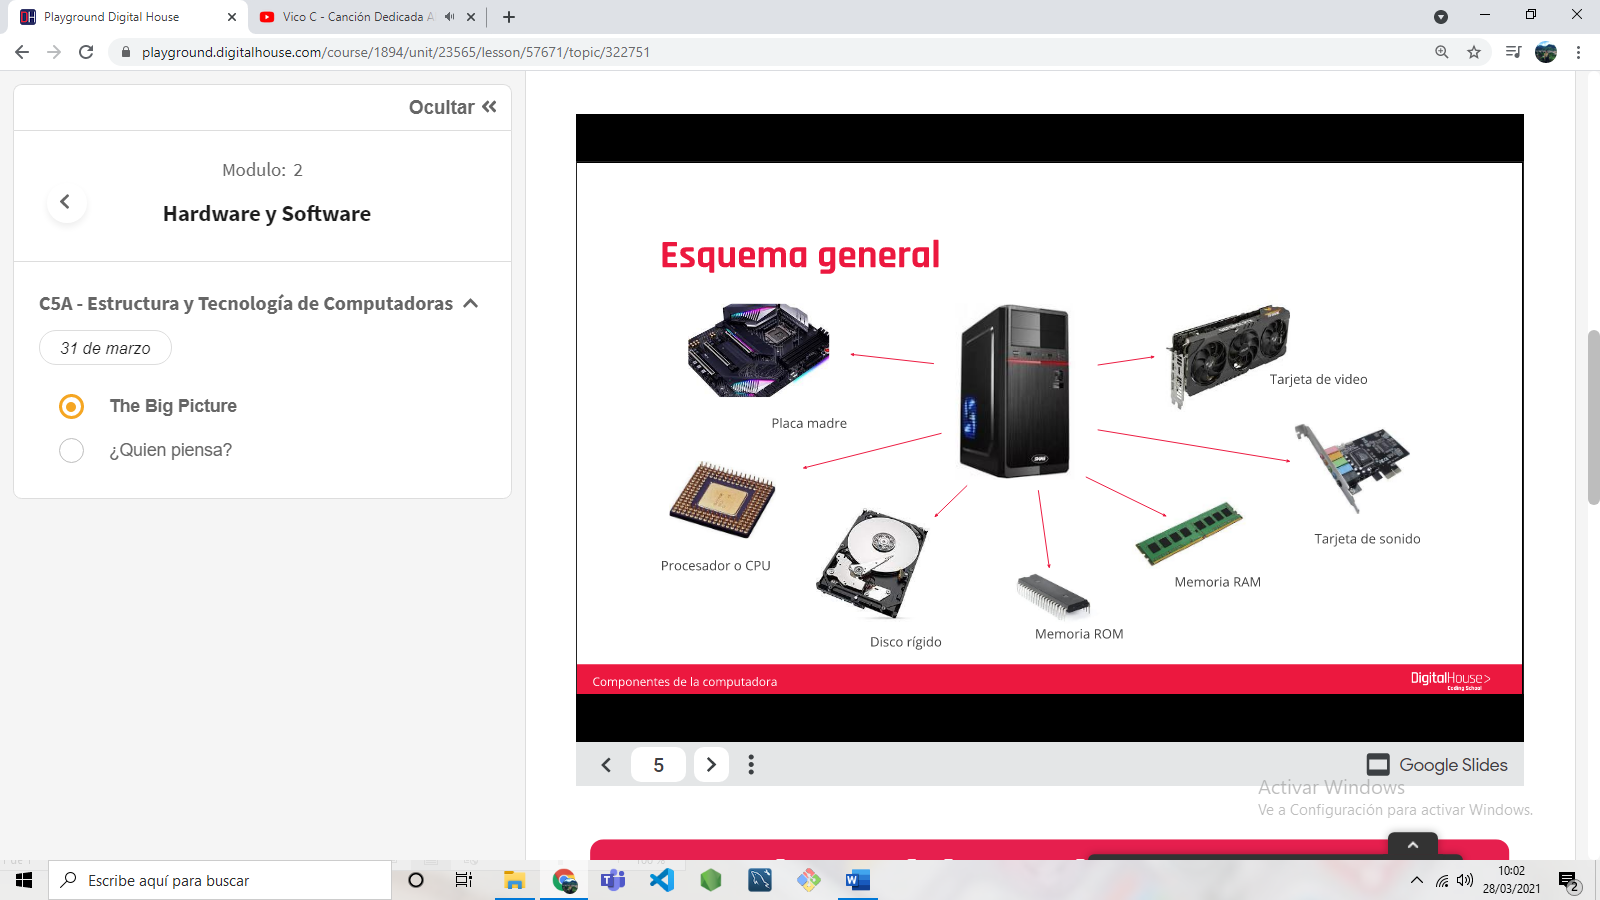 Playground Digital House
Vico C - Canción Dedicada A
playground.digitalhouse.com/course/1894/unit/23565/lesson/57671/topic/322751
Ocultar
Modulo: 2
Hardware y Software
C5A - Estructura y Tecnología de Computadoras
31 de marzo
The Big Picture
¿Quien piensa?
Esquema general
Tarjeta de video
Placa madre
Tarjeta de sonido
Procesador o CPU
Memoria RAM
Memoria ROM
Disco rígido
Componentes de la computadora
DigitalHouse>
Coding School
5
Google Slides
Activar Windows
Ve a Configuración para activar Windows.
Escribe aquí para buscar
10:02
28/03/2021
2